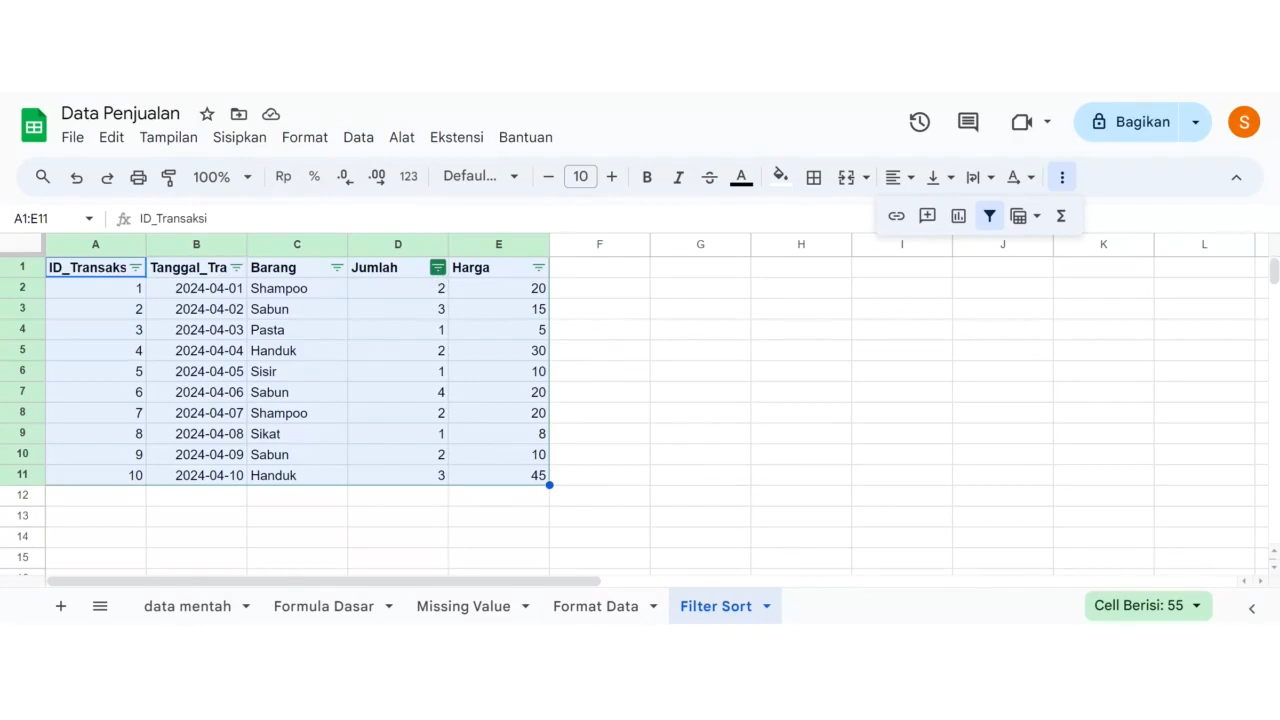 Data Penjualan
File Edit Tampilan Sisipkan Format Data Alat Ekstensi Bantuan
Bagikan
S
100% Rp % .0 .00 123 Defaul... 10 B I A A
A1:E11 fx ID_Transaksi
A B C D E F G H I J K L
1 ID_Transaks Tanggal_Tra Barang Jumlah Harga
2 1 2024-04-01 Shampoo 2 20
3 2 2024-04-02 Sabun 3 15
4 3 2024-04-03 Pasta 1 5
5 4 2024-04-04 Handuk 2 30
6 5 2024-04-05 Sisir 1 10
7 6 2024-04-06 Sabun 4 20
8 7 2024-04-07 Shampoo 2 20
9 8 2024-04-08 Sikat 1 8
10 9 2024-04-09 Sabun 2 10
11 10 2024-04-10 Handuk 3 45
12
13
14
15
data mentah Formula Dasar Missing Value Format Data Filter Sort Cell Berisi: 55